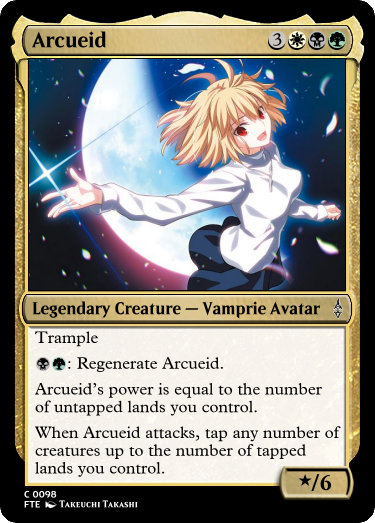 Arcueid 3
Legendary Creature — Vamprie Avatar
Trample
: Regenerate Arcueid.
Arcueid's power is equal to the number
of untapped lands you control.
When Arcueid attacks, tap any number of
creatures up to the number of tapped
lands you control.
★/6
C 0098
FTE Takeuchi Takashi